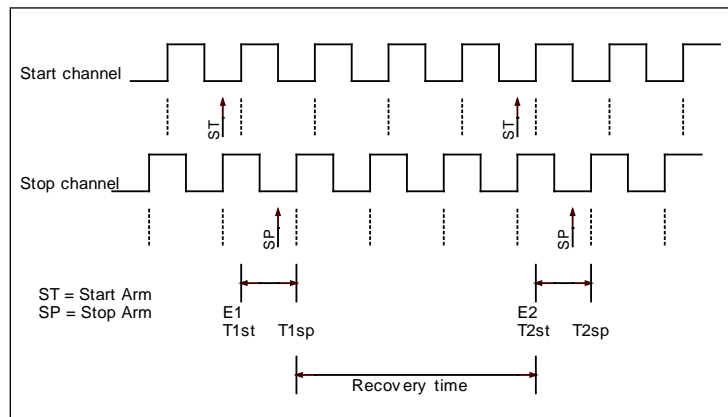 Start channel
ST
ST
Stop channel
SP
SP
ST = Start Arm
SP = Stop Arm
E1
E2
T1st
T1sp
T2st
T2sp
Recovery time